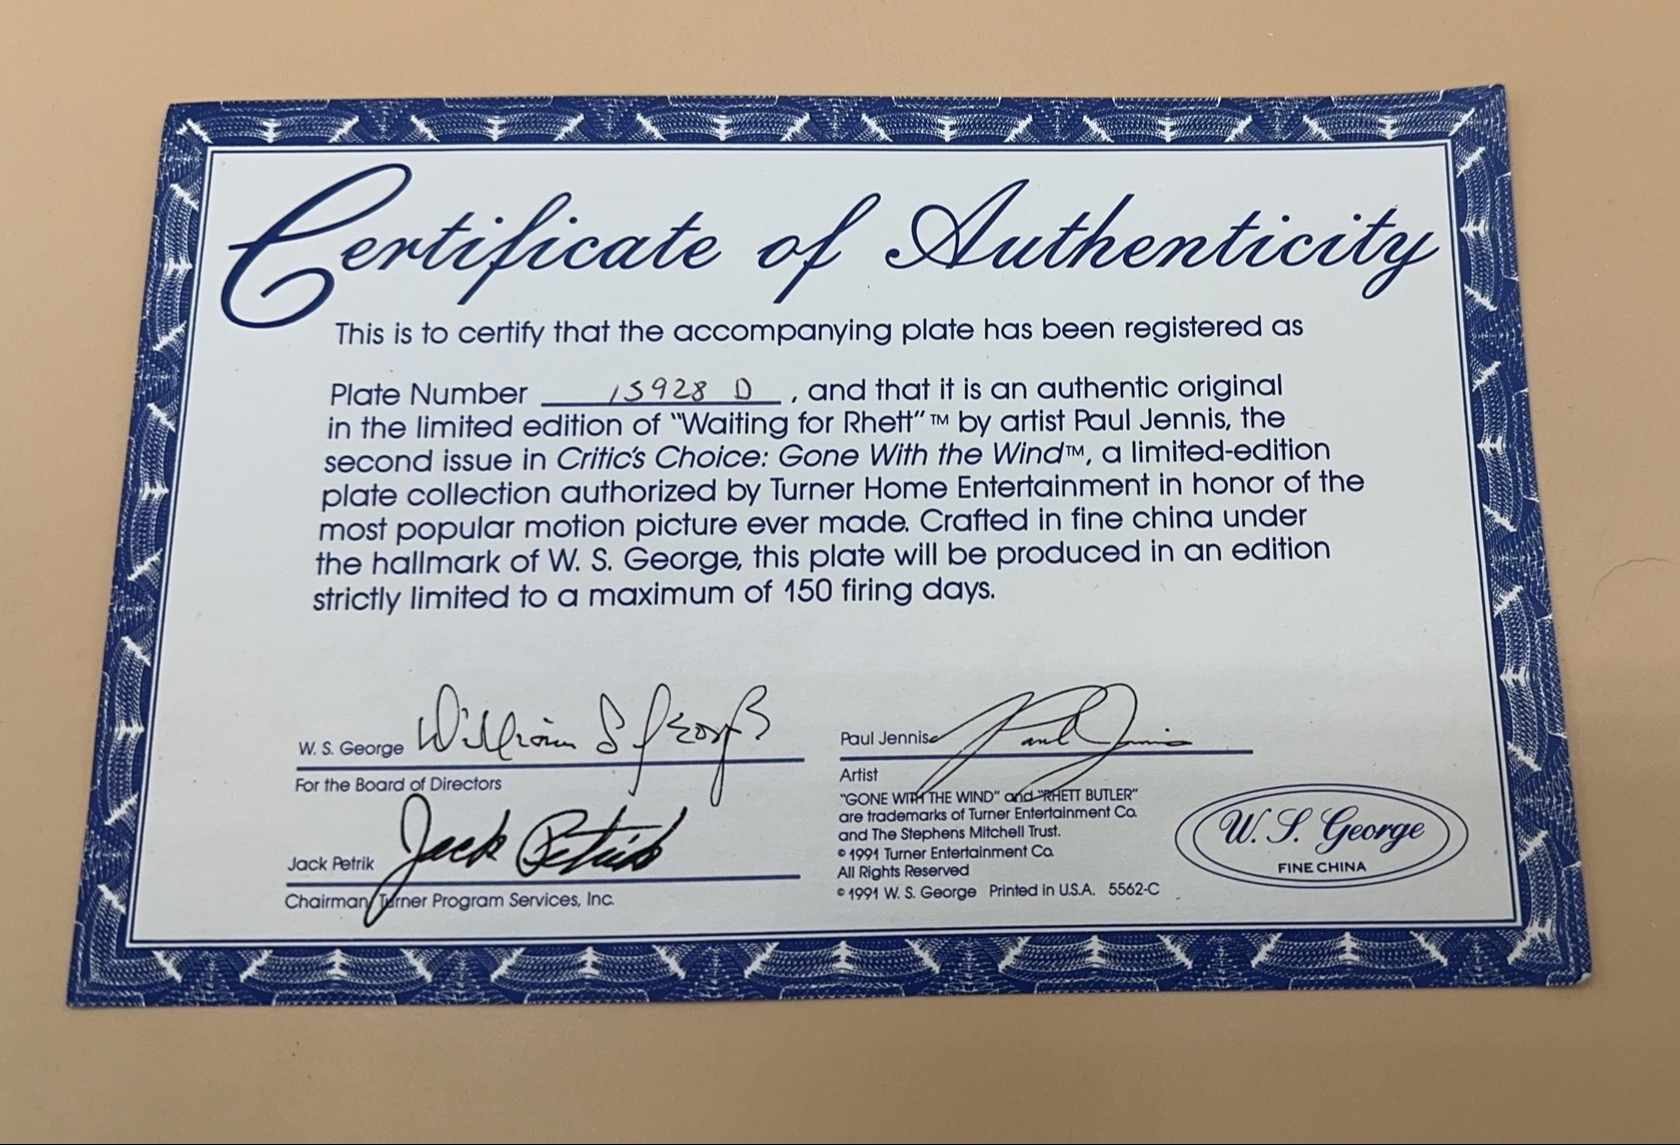 Certificate of Authenticity
This is to certify that the accompanying plate has been registered as
Plate Number 15928 D, and that it is an authentic original
in the limited edition of "Waiting for Rhett"™ by artist Paul Jennis, the
second issue in Critic's Choice: Gone With the Wind™, a limited-edition
plate collection authorized by Turner Home Entertainment in honor of the
most popular motion picture ever made. Crafted in fine china under
the hallmark of W. S. George, this plate will be produced in an edition
strictly limited to a maximum of 150 firing days.
W. S. George William S George
For the Board of Directors
Jack Petrik Jack Petrik
Chairman, Turner Program Services, Inc.
Paul Jennis Paul Jennis
Artist
"GONE WITH THE WIND" and "RHETT BUTLER"
are trademarks of Turner Entertainment Co.
and The Stephens Mitchell Trust.
© 1991 Turner Entertainment Co.
All Rights Reserved
© 1991 W. S. George Printed in U.S.A. 5562-C
W. S. George
FINE CHINA